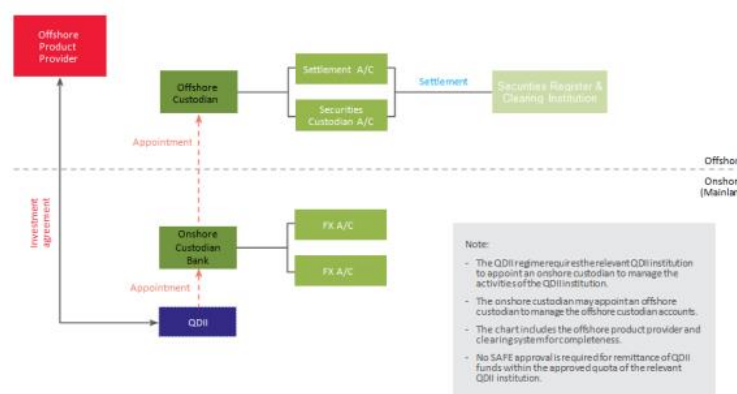 Offshore
Product
Provider
Offshore
Custodian
Settlement A/C
Securities
Custodian A/C
Settlement
Securities Register &
Clearing Institution
Appointment
Offshor
Onshor
(Mainlar
Investment
agreement
Onshore
Custodian
Bank
FX A/C
FX A/C
Appointment
QDII
Note:
- The QDII regime requires the relevant QDII institution
to appoint an onshore custodian to manage the
activities of the QDII institution.
- The onshore custodian may appoint an offshore
custodian to manage the offshore custodian accounts.
- The chart includes the offshore product provider and
clearing system for completeness.
- No SAFE approval is required for remittance of QDII
funds within the approved quota of the relevant
QDII institution.